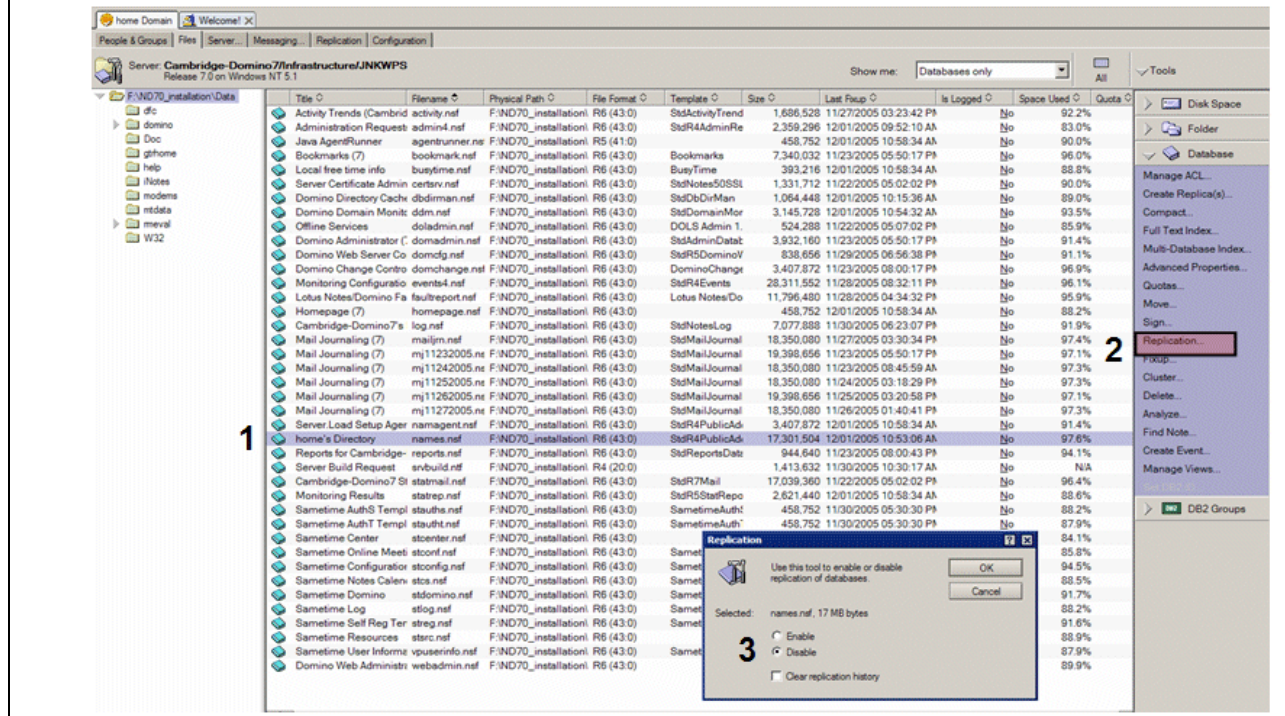 home Domain Welcome!
People & Groups Files Server... Messaging... Replication Configuration
Server: Cambridge-Domino7/Infrastructure/JNKWPS
Release 7.0 on Windows NT 5.1
Show me: Databases only
All
Tools
F:\ND70_installation\Data
dfc
domino
Doc
gtrhome
help
iNotes
modems
mtdata
meval
W32
Title Filename Physical Path File Format Template Size Last Fixup Is Logged Space Used Quota
Activity Trends (Cambrid activity.nsf F:\ND70_installation\ R6 (43:0) StdActivityTrend 1,686,528 11/27/2005 03:23:42 PM No 92.2%
Administration Requests admin4.nsf F:\ND70_installation\ R6 (43:0) StdR4AdminRe 2,359,296 12/01/2005 09:52:10 AM No 83.0%
Java AgentRunner agentrunner.ns F:\ND70_installation\ R5 (41:0) 458,752 12/01/2005 10:58:34 AM No 90.0%
Bookmarks (7) bookmark.nsf F:\ND70_installation\ R6 (43:0) Bookmarks 7,340,032 11/23/2005 05:50:17 PM No 96.0%
Local free time info busytime.nsf F:\ND70_installation\ R6 (43:0) BusyTime 393,216 12/01/2005 10:58:34 AM No 88.8%
Server Certificate Admin certsrv.nsf F:\ND70_installation\ R6 (43:0) StdNotes50SSL 1,331,712 11/22/2005 05:02:02 PM No 90.0%
Domino Directory Cache dbdirman.nsf F:\ND70_installation\ R6 (43:0) StdDbDirMan 1,064,448 12/01/2005 10:15:36 AM No 89.0%
Domino Domain Monito ddm.nsf F:\ND70_installation\ R6 (43:0) StdDomainMor 3,145,728 12/01/2005 10:54:32 AM No 93.5%
Offline Services doladmin.nsf F:\ND70_installation\ R6 (43:0) DOLS Admin 1. 524,288 11/22/2005 05:07:02 PM No 85.9%
Domino Administrator (7 domadmin.nsf F:\ND70_installation\ R6 (43:0) StdAdminDatab 3,932,160 11/23/2005 05:50:17 PM No 91.4%
Domino Web Server Co domcfg.nsf F:\ND70_installation\ R6 (43:0) StdR5DominoV 838,656 11/29/2005 06:56:38 PM No 91.1%
Domino Change Contro domchange.nsf F:\ND70_installation\ R6 (43:0) DominoChange 3,407,872 11/23/2005 08:00:17 PM No 96.9%
Monitoring Configuratio events4.nsf F:\ND70_installation\ R6 (43:0) StdR4Events 28,311,552 11/28/2005 08:32:11 PM No 96.1%
Lotus Notes/Domino Fa faultreport.nsf F:\ND70_installation\ R6 (43:0) Lotus Notes/Do 11,796,480 11/28/2005 04:34:32 PM No 95.9%
Homepage (7) homepage.nsf F:\ND70_installation\ R6 (43:0) 458,752 12/01/2005 10:58:34 AM No 88.2%
Cambridge-Domino7's log.nsf F:\ND70_installation\ R6 (43:0) StdNotesLog 7,077,888 11/30/2005 06:23:07 PM No 91.9%
Mail Journaling (7) mailjrn.nsf F:\ND70_installation\ R6 (43:0) StdMailJournal 18,350,080 11/27/2005 03:30:34 PM No 97.4%
Mail Journaling (7) mj11232005.ns F:\ND70_installation\ R6 (43:0) StdMailJournal 19,398,656 11/23/2005 05:50:17 PM No 97.1%
Mail Journaling (7) mj11242005.ns F:\ND70_installation\ R6 (43:0) StdMailJournal 18,350,080 11/23/2005 08:45:59 AM No 97.3%
Mail Journaling (7) mj11252005.ns F:\ND70_installation\ R6 (43:0) StdMailJournal 18,350,080 11/24/2005 03:18:29 PM No 97.3%
Mail Journaling (7) mj11262005.ns F:\ND70_installation\ R6 (43:0) StdMailJournal 19,398,656 11/25/2005 03:20:58 PM No 97.1%
Mail Journaling (7) mj11272005.ns F:\ND70_installation\ R6 (43:0) StdMailJournal 18,350,080 11/26/2005 01:40:41 PM No 97.3%
Server.Load Setup Ager namagent.nsf F:\ND70_installation\ R6 (43:0) StdR4PublicAd 3,407,872 12/01/2005 10:58:34 AM No 91.4%
1
home's Directory names.nsf F:\ND70_installation\ R6 (43:0) StdR4PublicAd 17,301,504 12/01/2005 10:53:06 AM No 97.6%
Reports for Cambridge- reports.nsf F:\ND70_installation\ R6 (43:0) StdReportsData 944,640 11/23/2005 08:00:43 PM No 94.1%
Server Build Request srvbuild.ntf F:\ND70_installation\ R4 (20:0) 1,413,632 11/30/2005 10:30:17 AM No N/A
Cambridge-Domino7 St statmail.nsf F:\ND70_installation\ R6 (43:0) StdR7Mail 17,039,360 11/22/2005 05:02:02 PM No 96.4%
Monitoring Results statrep.nsf F:\ND70_installation\ R6 (43:0) StdR5StatRepo 2,621,440 12/01/2005 10:58:34 AM No 88.6%
Sametime AuthS Templ stauths.nsf F:\ND70_installation\ R6 (43:0) SametimeAuthS 458,752 11/30/2005 05:30:30 PM No 88.2%
Sametime AuthT Templ stautht.nsf F:\ND70_installation\ R6 (43:0) SametimeAuthT 458,752 11/30/2005 05:30:30 PM No 87.9%
Sametime Center stcenter.nsf F:\ND70_installation\ R6 (43:0) 84.1%
Sametime Online Meeti stconf.nsf F:\ND70_installation\ R6 (43:0) Samet 85.8%
Sametime Configuration stconfig.nsf F:\ND70_installation\ R6 (43:0) Samet 94.5%
Sametime Notes Calen stcs.nsf F:\ND70_installation\ R6 (43:0) Samet 88.5%
Sametime Domino stdomino.nsf F:\ND70_installation\ R6 (43:0) Samet 91.7%
Sametime Log stlog.nsf F:\ND70_installation\ R6 (43:0) Samet 88.2%
Sametime Self Reg Ter streg.nsf F:\ND70_installation\ R6 (43:0) Samet 91.6%
Sametime Resources stsrc.nsf F:\ND70_installation\ R6 (43:0) 88.9%
Sametime User Informa vpuserinfo.nsf F:\ND70_installation\ R6 (43:0) Samet 87.9%
Domino Web Administra webadmin.nsf F:\ND70_installation\ R6 (43:0) 89.9%
Replication
Use this tool to enable or disable
replication of databases.
OK
Cancel
Selected: names.nsf, 17 MB bytes
3
Enable
Disable
Clear replication history
Disk Space
Folder
Database
Manage ACL...
Create Replica(s)...
Compact...
Full Text Index...
Multi-Database Index...
Advanced Properties...
Quotas...
Move...
Sign...
2
Replication...
Fixup...
Cluster...
Delete...
Analyze...
Find Note...
Create Event...
Manage Views...
DB2 DB2 Groups